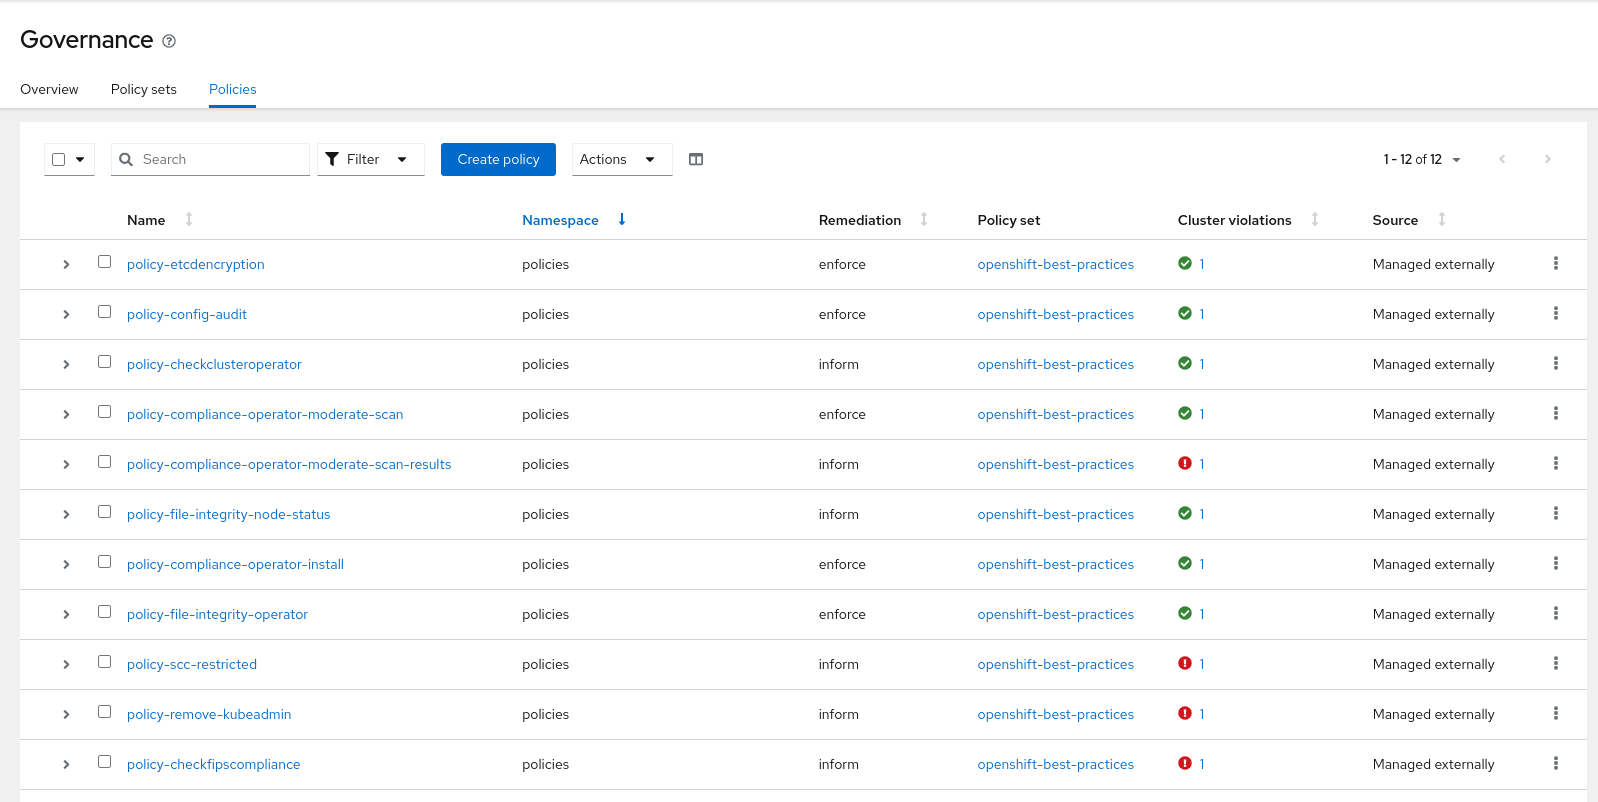 Governance
Overview Policy sets Policies
Search Filter Create policy Actions 1 - 12 of 12
Name Namespace Remediation Policy set Cluster violations Source
policy-etcdencryption policies enforce openshift-best-practices 1 Managed externally
policy-config-audit policies enforce openshift-best-practices 1 Managed externally
policy-checkclusteroperator policies inform openshift-best-practices 1 Managed externally
policy-compliance-operator-moderate-scan policies enforce openshift-best-practices 1 Managed externally
policy-compliance-operator-moderate-scan-results policies inform openshift-best-practices 1 Managed externally
policy-file-integrity-node-status policies inform openshift-best-practices 1 Managed externally
policy-compliance-operator-install policies enforce openshift-best-practices 1 Managed externally
policy-file-integrity-operator policies enforce openshift-best-practices 1 Managed externally
policy-scc-restricted policies inform openshift-best-practices 1 Managed externally
policy-remove-kubeadmin policies inform openshift-best-practices 1 Managed externally
policy-checkfipscompliance policies inform openshift-best-practices 1 Managed externally